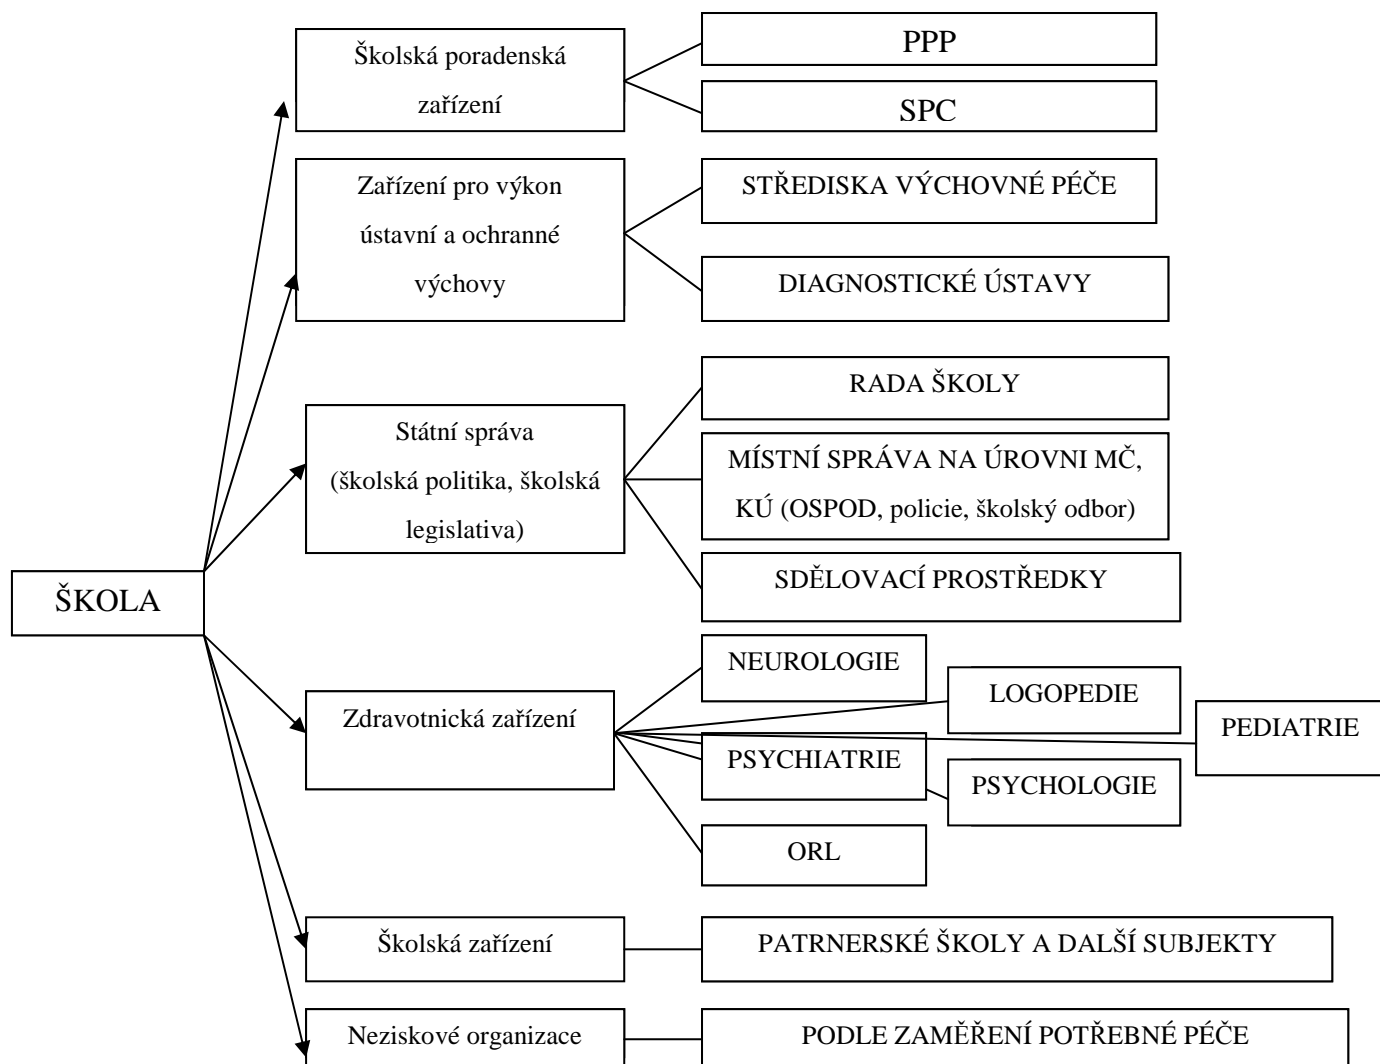 Školská poradenská
zařízení
PPP
SPC
Zařízení pro výkon
ústavní a ochranné
výchovy
STŘEDISKA VÝCHOVNÉ PÉČE
DIAGNOSTICKÉ ÚSTAVY
Státní správa
(školská politika, školská
legislativa)
RADA ŠKOLY
MÍSTNÍ SPRÁVA NA ÚROVNI MČ,
KÚ (OSPOD, policie, školský odbor)
SDĚLOVACÍ PROSTŘEDKY
ŠKOLA
Zdravotnická zařízení
NEUROLOGIE
LOGOPEDIE
PEDIATRIE
PSYCHIATRIE
PSYCHOLOGIE
ORL
Školská zařízení
PATRNERSKÉ ŠKOLY A DALŠÍ SUBJEKTY
Neziskové organizace
PODLE ZAMĚŘENÍ POTŘEBNÉ PÉČE